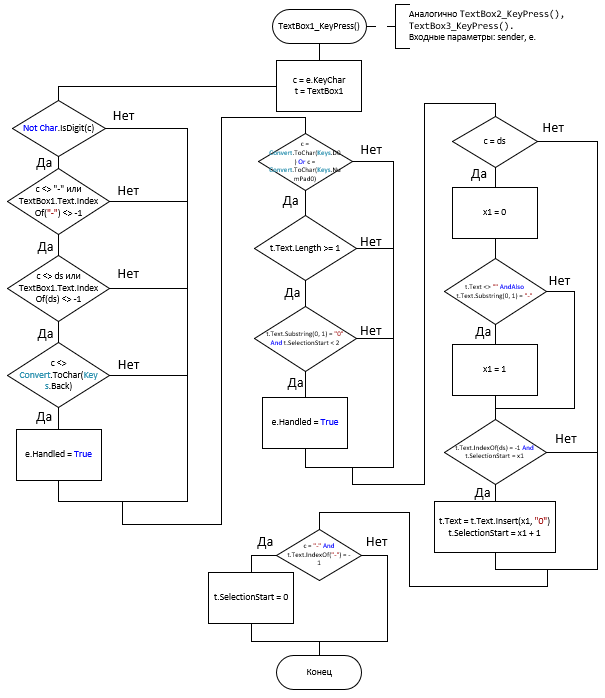 TextBox1_KeyPress()
Аналогично TextBox2_KeyPress(),
TextBox3_KeyPress().
Входные параметры: sender, e.
c = e.KeyChar
t = TextBox1
Not Char.IsDigit(c)
Нет
Да
c <> "-" или
TextBox1.Text.Index
Of("-") <> -1
Нет
Да
c <> ds или
TextBox1.Text.Index
Of(ds) <> -1
Нет
Да
c <>
Convert.ToChar(Key
s.Back)
Нет
Да
e.Handled = True
c =
Convert.ToChar(Keys.D0
) Or c =
Convert.ToChar(Keys.Nu
mPad0)
Нет
Да
t.Text.Length >= 1
Нет
Да
t.Text.Substring(0, 1) = "0"
And t.SelectionStart < 2
Нет
Да
e.Handled = True
c = ds
Нет
Да
x1 = 0
t.Text <> "" AndAlso
t.Text.Substring(0, 1) = "-"
Нет
Да
x1 = 1
t.Text.IndexOf(ds) = -1 And
t.SelectionStart = x1
Нет
Да
t.Text = t.Text.Insert(x1, "0")
t.SelectionStart = x1 + 1
c = "-" And
t.Text.IndexOf("-") = -
1
Да
Нет
t.SelectionStart = 0
Конец